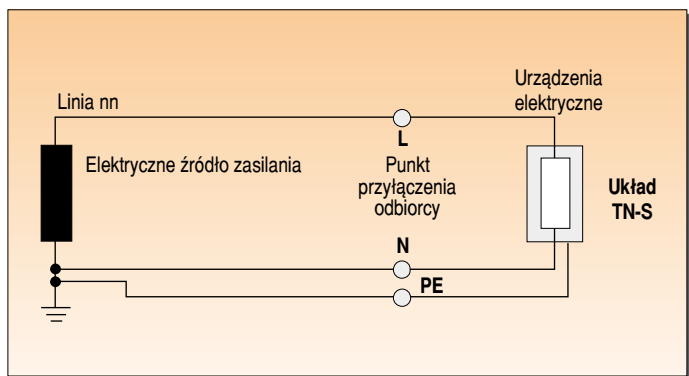 Urządzenia
elektryczne
Linia nn
L
Elektryczne źródło zasilania
Punkt
przyłączenia
odbiorcy
Układ
TN-S
N
PE